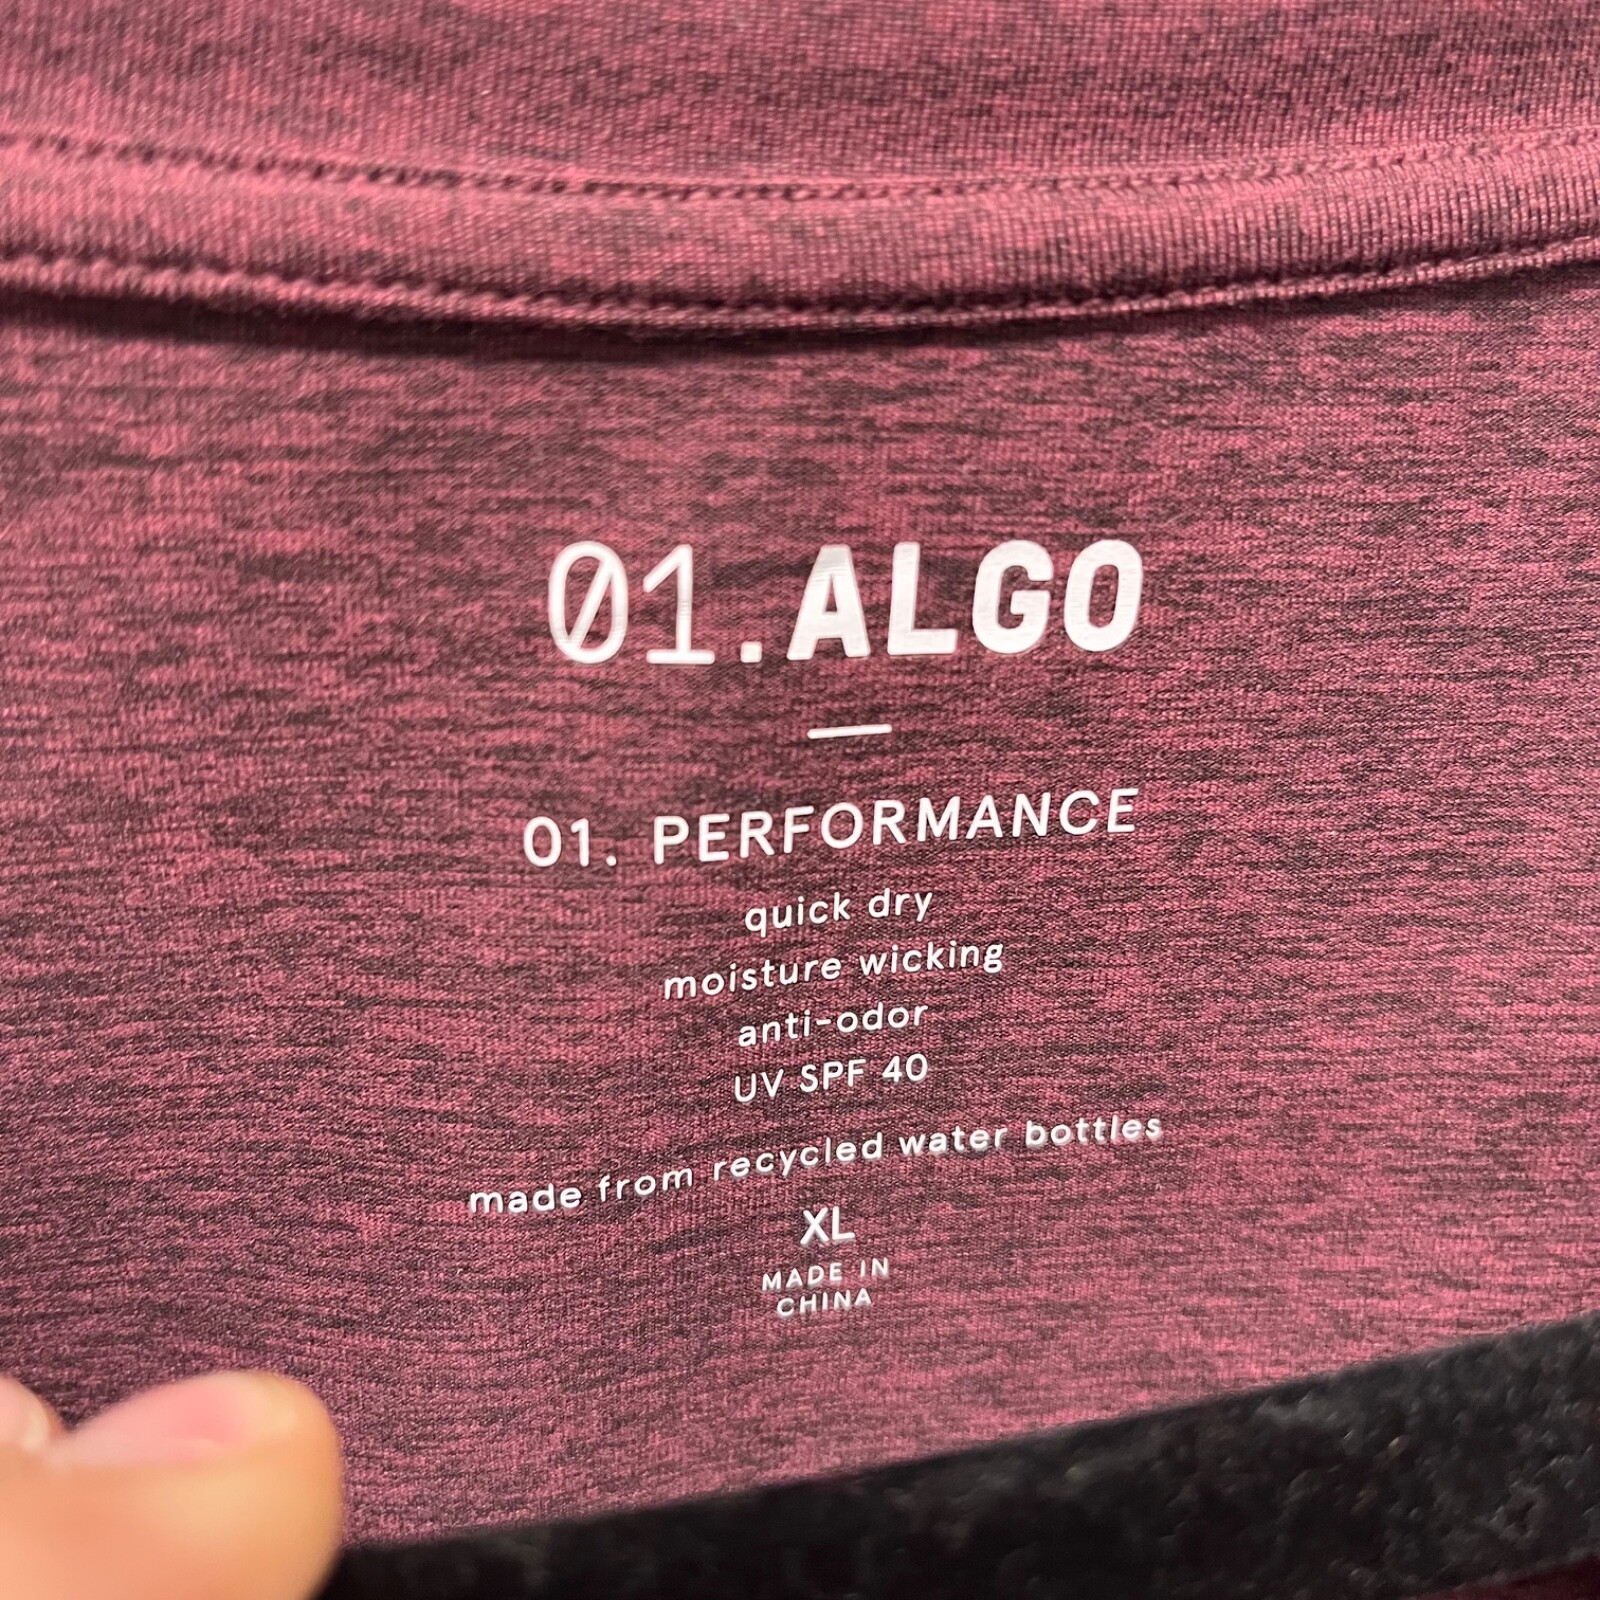 01.ALGO
01. PERFORMANCE
quick dry
moisture wicking
anti-odor
UV SPF 40
made from recycled water bottles
XL
MADE IN
CHINA